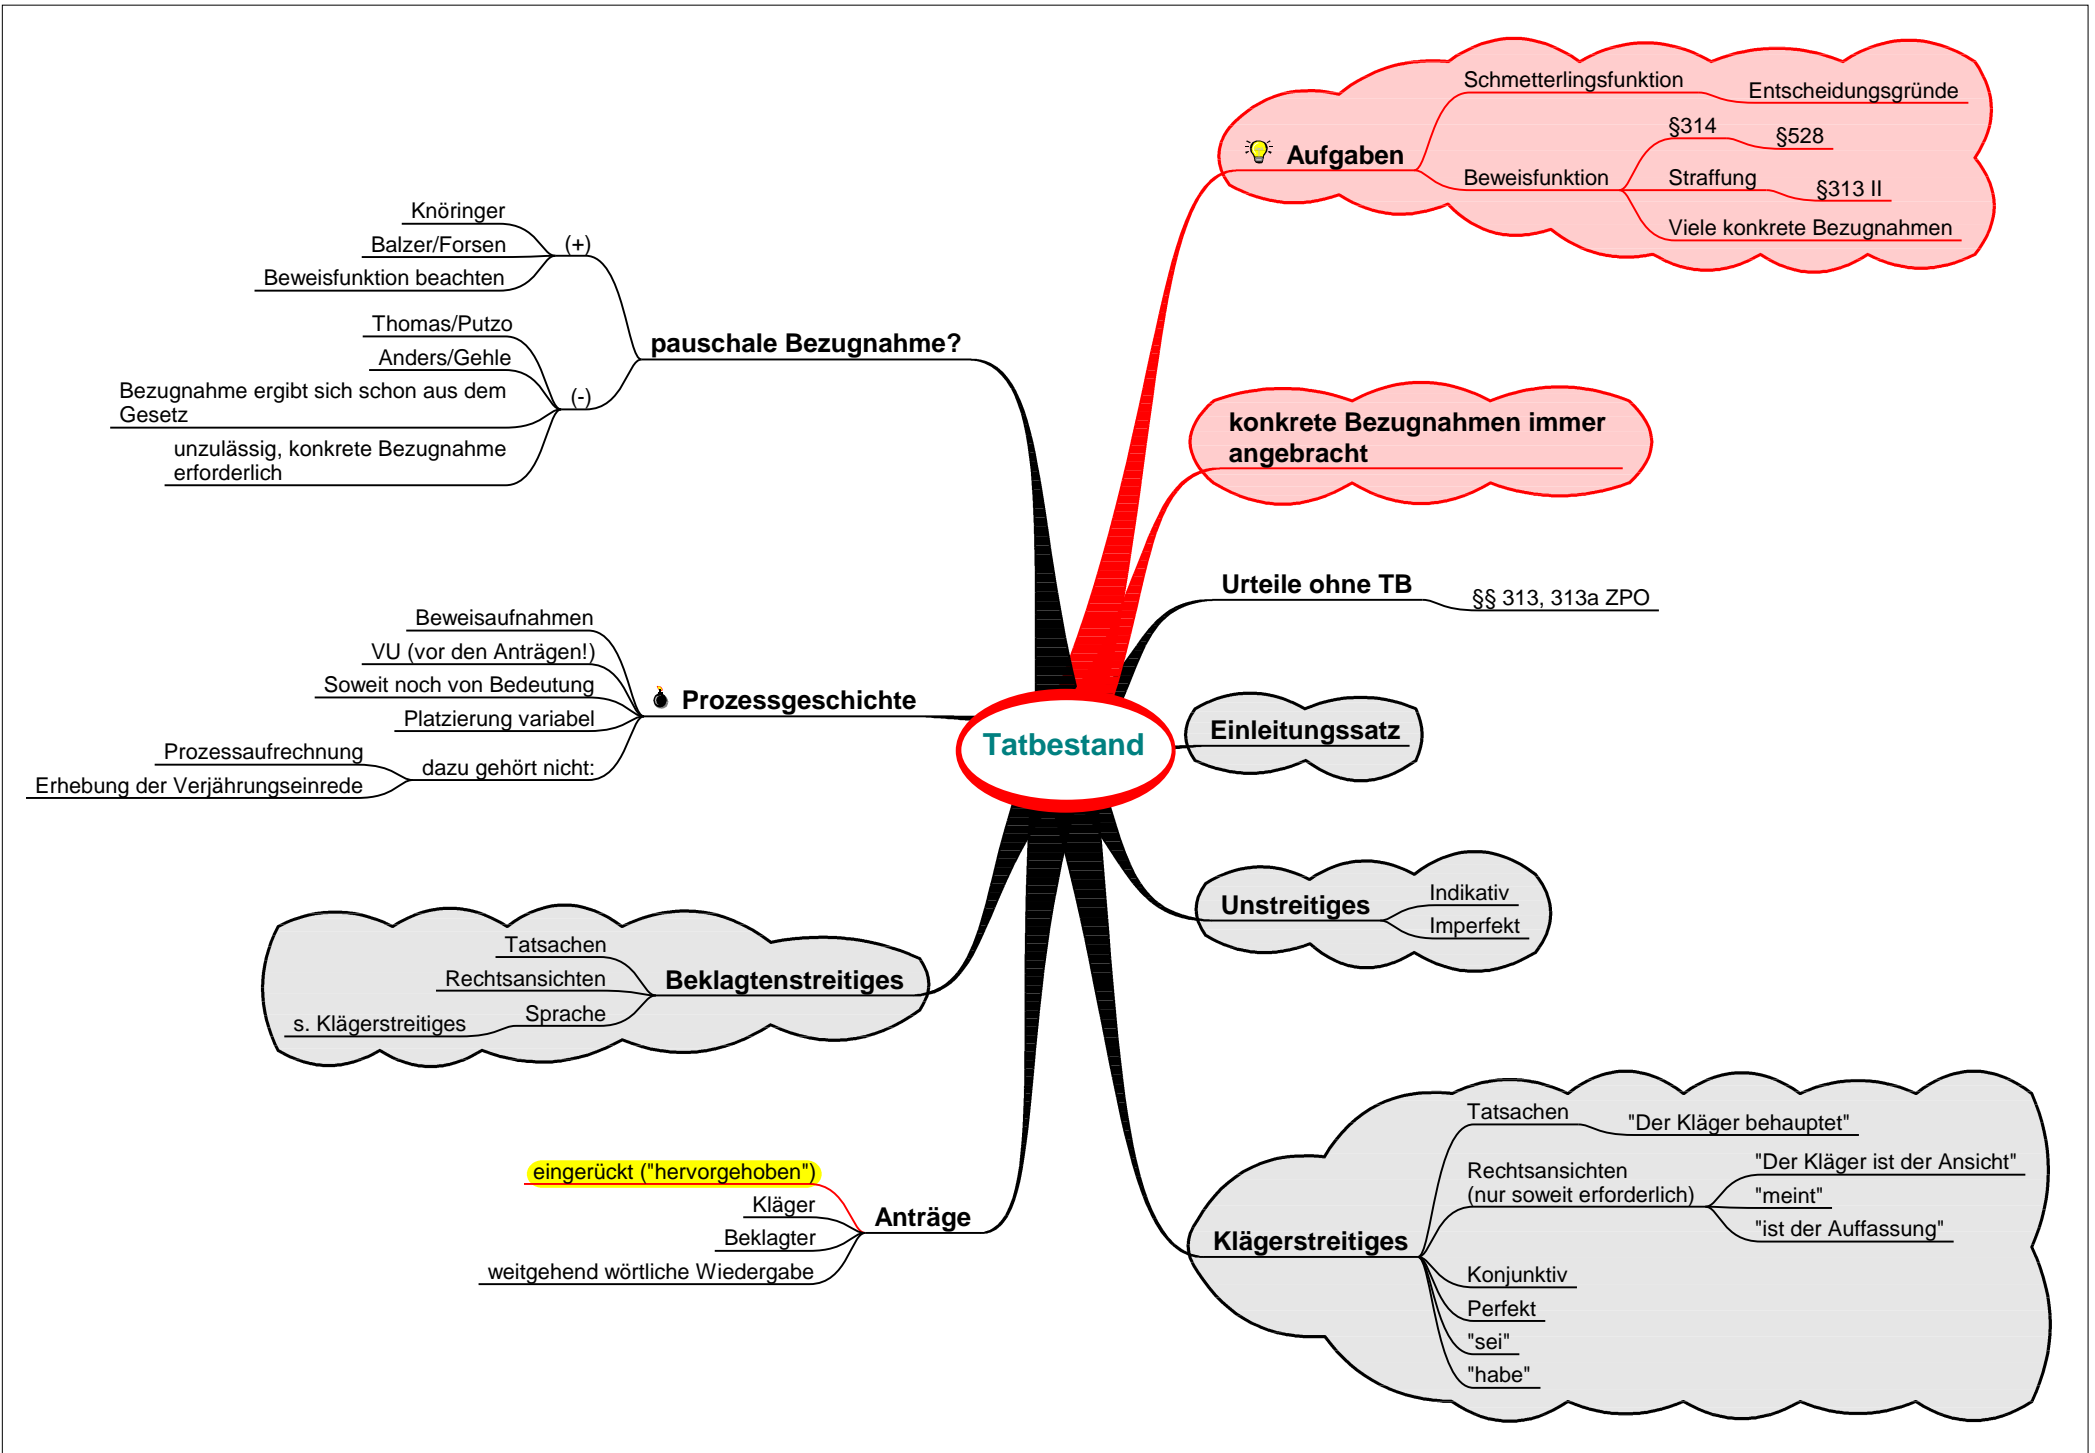 Tatbestand
Aufgaben
Schmetterlingsfunktion
Entscheidungsgründe
Beweisfunktion
§314
§528
Straffung
§313 II
Viele konkrete Bezugnahmen
konkrete Bezugnahmen immer
angebracht
Urteile ohne TB
§§ 313, 313a ZPO
Einleitungssatz
Unstreitiges
Indikativ
Imperfekt
Klägerstreitiges
Tatsachen
"Der Kläger behauptet"
Rechtsansichten
(nur soweit erforderlich)
"Der Kläger ist der Ansicht"
"meint"
"ist der Auffassung"
Konjunktiv
Perfekt
"sei"
"habe"
Anträge
eingerückt ("hervorgehoben")
Kläger
Beklagter
weitgehend wörtliche Wiedergabe
Beklagtenstreitiges
Tatsachen
Rechtsansichten
Sprache
s. Klägerstreitiges
Prozessgeschichte
Beweisaufnahmen
VU (vor den Anträgen!)
Soweit noch von Bedeutung
Platzierung variabel
dazu gehört nicht:
Prozessaufrechnung
Erhebung der Verjährungseinrede
pauschale Bezugnahme?
(+)
Knöringer
Balzer/Forsen
Beweisfunktion beachten
(-)
Thomas/Putzo
Anders/Gehle
Bezugnahme ergibt sich schon aus dem
Gesetz
unzulässig, konkrete Bezugnahme
erforderlich